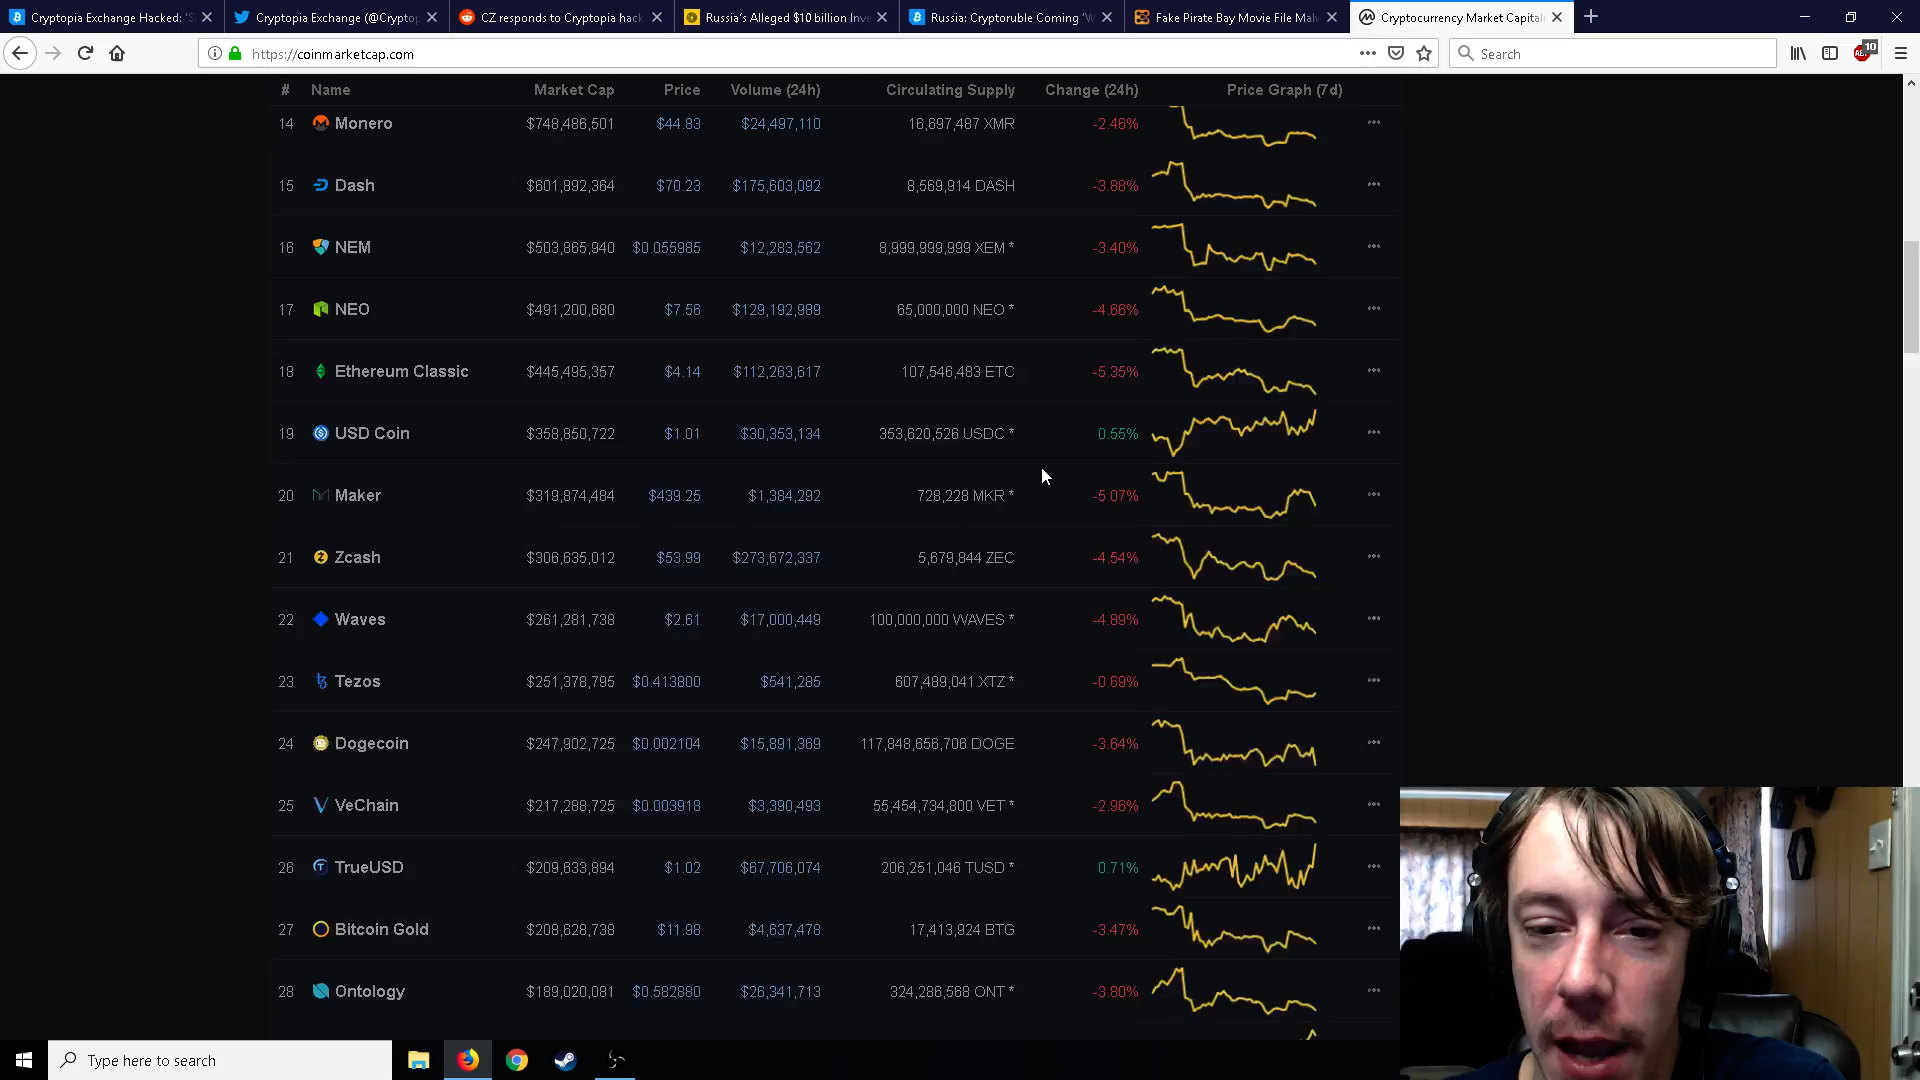 Cryptopia Exchange Hacked: 'S
Cryptopia Exchange (@Cryptop
CZ responds to Cryptopia hack
Russia's Alleged $10 billion Inv
Russia: Cryptoruble Coming 'W
Fake Pirate Bay Movie File Mal
Cryptocurrency Market Capitali
https://coinmarketcap.com
Search
10
# Name Market Cap Price Volume (24h) Circulating Supply Change (24h) Price Graph (7d)
14 Monero $748,486,501 $44.83 $24,497,110 16,697,487 XMR -2.46%
15 Dash $601,892,364 $70.23 $175,603,092 8,569,914 DASH -3.88%
16 NEM $503,865,940 $0.055985 $12,283,562 8,999,999,999 XEM * -3.40%
17 NEO $491,200,680 $7.56 $129,192,989 65,000,000 NEO * -4.66%
18 Ethereum Classic $445,495,357 $4.14 $112,263,617 107,546,483 ETC -5.35%
19 USD Coin $358,850,722 $1.01 $30,353,134 353,620,526 USDC * 0.55%
20 Maker $319,874,484 $439.25 $1,384,292 728,228 MKR * -5.07%
21 Zcash $306,635,012 $53.99 $273,672,337 5,679,844 ZEC -4.54%
22 Waves $261,281,738 $2.61 $17,000,449 100,000,000 WAVES * -4.89%
23 Tezos $251,378,795 $0.413800 $541,285 607,489,041 XTZ * -0.69%
24 Dogecoin $247,902,725 $0.002104 $15,891,369 117,848,656,706 DOGE -3.64%
25 VeChain $217,288,725 $0.003918 $3,390,493 55,454,734,800 VET * -2.96%
26 TrueUSD $209,633,894 $1.02 $67,706,074 206,251,046 TUSD * 0.71%
27 Bitcoin Gold $208,628,738 $11.98 $4,637,478 17,413,924 BTG -3.47%
28 Ontology $189,020,081 $0.582880 $26,341,713 324,286,568 ONT * -3.80%
Type here to search